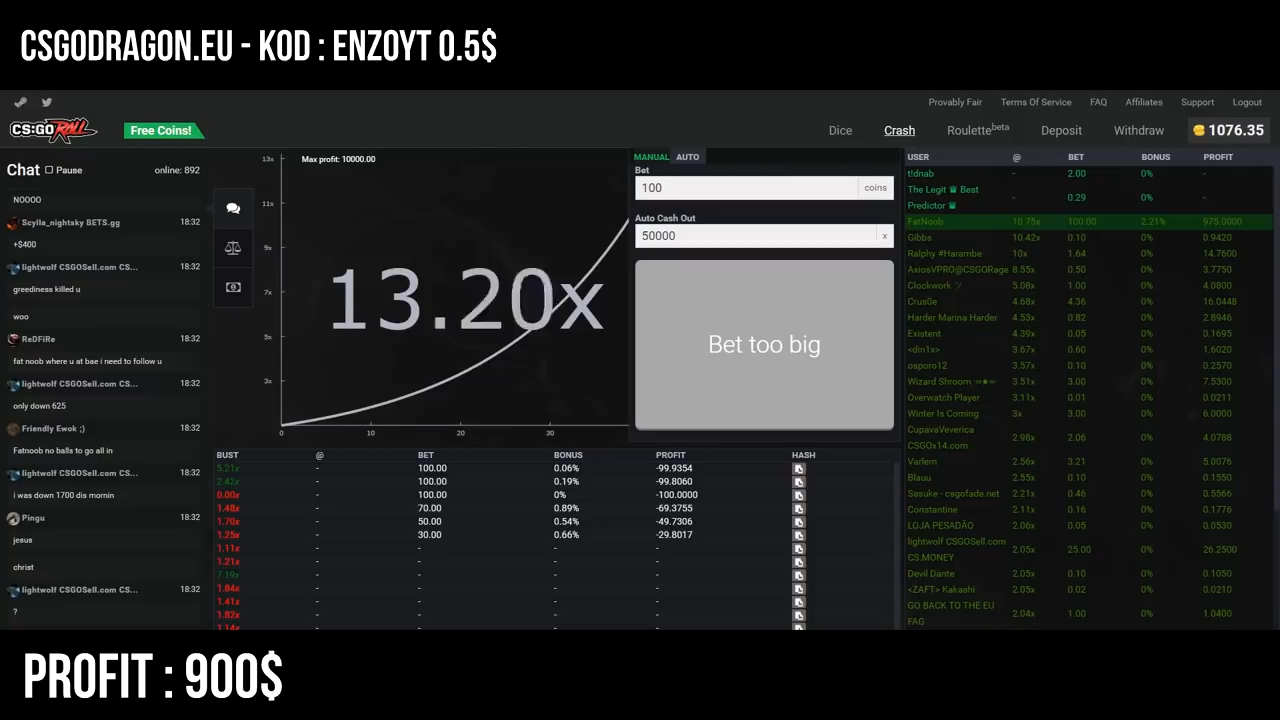 CSGODRAGON.EU - KOD : ENZOYT 0.5$
Provably Fair Terms Of Service FAQ Affiliates Support Logout
CS:GO ROLL Free Coins! Dice Crash Roulettebeta Deposit Withdraw 1076.35
Chat Pause online: 892
NOOOO
Scylla_nightsky BETS.gg 18:32
+$400
lightwolf CSGOSell.com CS... 18:32
greediness killed u
woo
ReDFiRe 18:32
fat noob where u at bae i need to follow u
lightwolf CSGOSell.com CS... 18:32
only down 625
Friendly Ewok ;) 18:32
Fatnoob no balls to go all in
lightwolf CSGOSell.com CS... 18:32
i was down 1700 dis mornin
Pingu 18:32
jesus
christ
lightwolf CSGOSell.com CS... 18:32
?
Max profit: 10000.00
13x
11x
9x
7x
5x
3x
0 10 20 30
13.20x
MANUAL AUTO
Bet
100 coins
Auto Cash Out
50000 x
Bet too big
BUST @ BET BONUS PROFIT HASH
5.21x - 100.00 0.06% -99.9354
2.42x - 100.00 0.19% -99.8060
0.00x - 100.00 0% -100.0000
1.48x - 70.00 0.89% -69.3755
1.70x - 50.00 0.54% -49.7306
1.25x - 30.00 0.66% -29.8017
1.11x - - - -
1.21x - - - -
7.19x - - - -
1.84x - - - -
1.41x - - - -
1.82x - - - -
1.14x - - - -
USER @ BET BONUS PROFIT
t!dnab - 2.00 0% -
The Legit ♛ Best
Predictor ♛ - 0.29 0% -
FatNoob 10.75x 100.00 2.21% 975.0000
Gibbs 10.42x 0.10 0% 0.9420
Ralphy #Harambe 10x 1.64 0% 14.7600
AxiosVPRO@CSGORage 8.55x 0.50 0% 3.7750
Clockwork ツ 5.08x 1.00 0% 4.0800
Crus0e 4.68x 4.36 0% 16.0448
Harder Marina Harder 4.53x 0.82 0% 2.8946
Existent 4.39x 0.05 0% 0.1695
<din1x> 3.67x 0.60 0% 1.6020
osporo12 3.57x 0.10 0% 0.2570
Wizard Shroom 3.51x 3.00 0% 7.5300
Overwatch Player 3.11x 0.01 0% 0.0211
Winter Is Coming 3x 3.00 0% 6.0000
CupavaVeverica
CSGOx14.com 2.98x 2.06 0% 4.0788
Varlem 2.56x 3.21 0% 5.0076
Blauu 2.55x 0.10 0% 0.1550
Sasuke - csgofade.net 2.21x 0.46 0% 0.5566
Constantine 2.11x 0.16 0% 0.1776
LOJA PESADÃO 2.06x 0.05 0% 0.0530
lightwolf CSGOSell.com
CS.MONEY 2.05x 25.00 0% 26.2500
Devil Dante 2.05x 0.10 0% 0.1050
<ZAFT> Kakashi 2.05x 0.02 0% 0.0210
GO BACK TO THE EU
FAG 2.04x 1.00 0% 1.0400
PROFIT : 900$